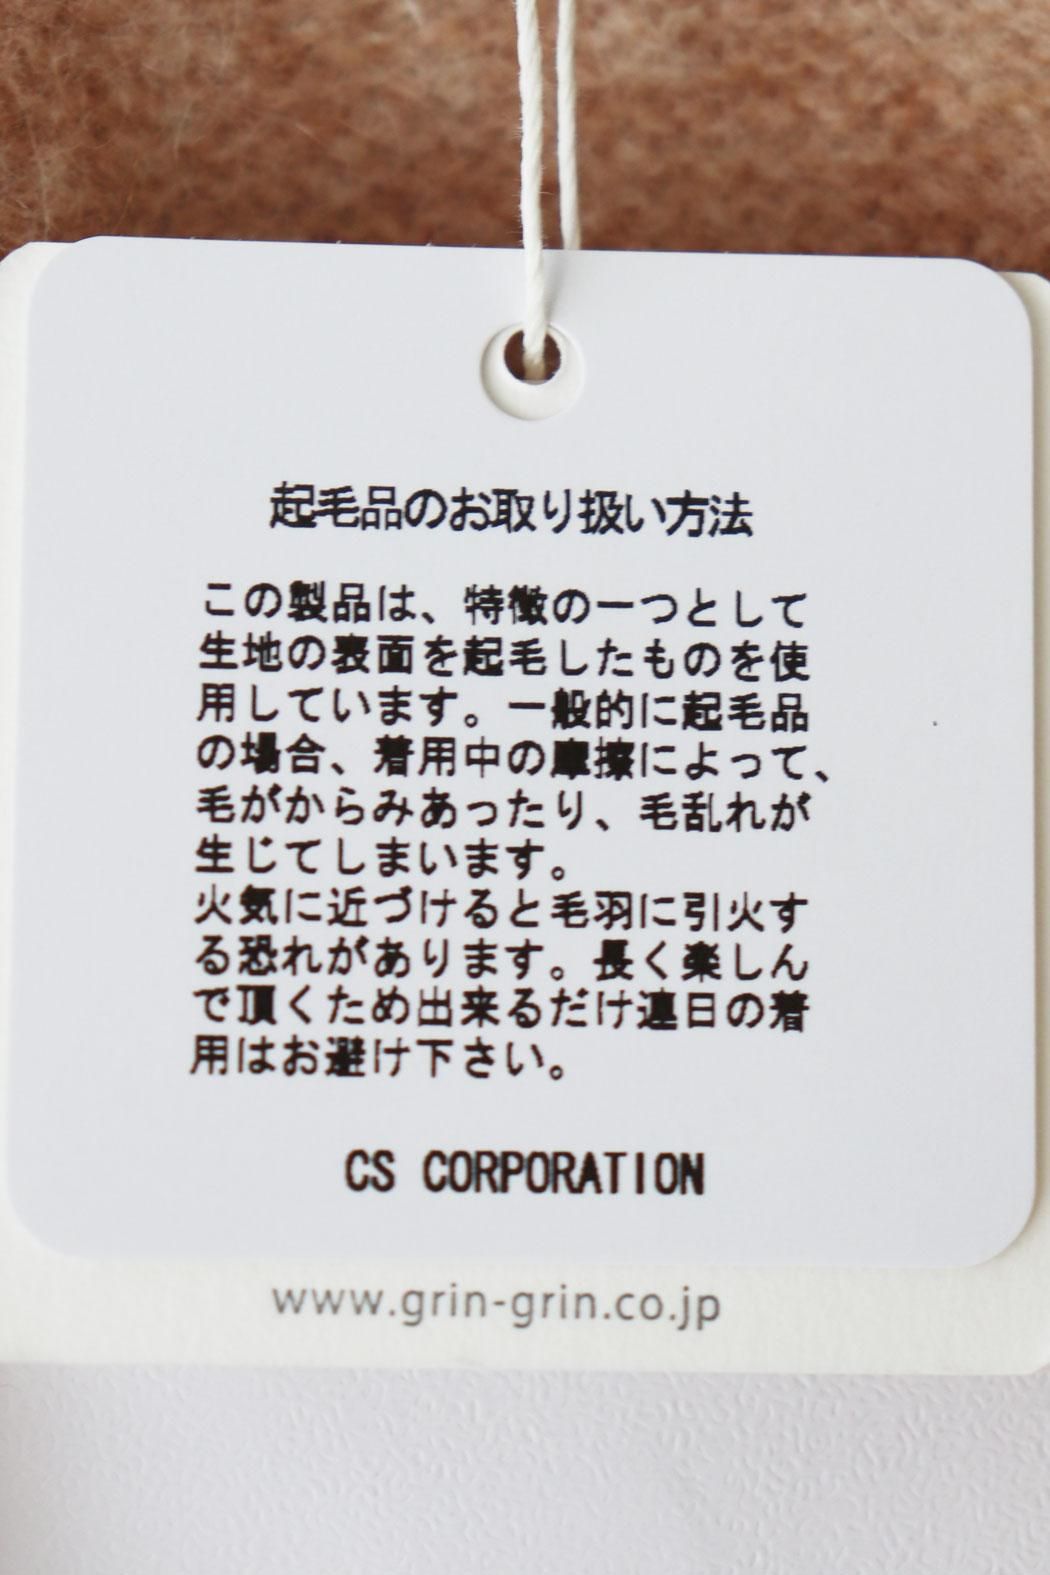 起毛品のお取り扱い方法
この製品は、特徴の一つとして
生地の表面を起毛したものを使
用しています。一般的に起毛品
の場合、着用中の摩擦によって、
毛がからみあったり、毛乱れが
生じてしまいます。
火気に近づけると毛羽に引火す
る恐れがあります。長く楽しん
で頂くため出来るだけ連日の着
用はお避け下さい。
CS CORPORATION
www.grin-grin.co.jp